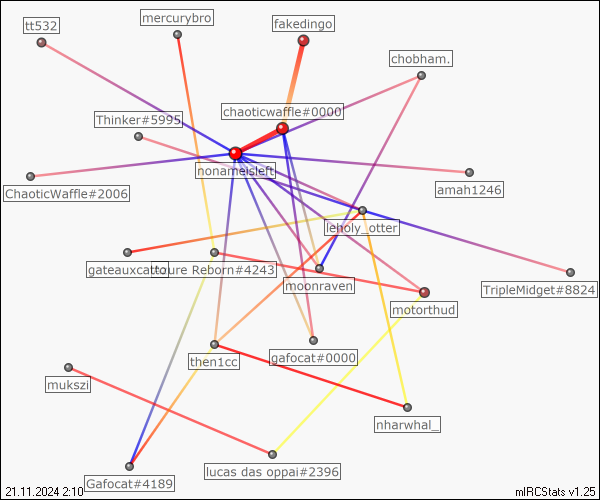 mercurybro
fakedingo
tt532
chobham.
chaoticwaffle#0000
Thinker#5995
nonameisleft
ChaoticWaffle#2006
amah1246
leholy_otter
gateauxcat
oure Reborn#4243
moonraven
TripleMidget#8824
motorthud
then1cc
gafocat#0000
mukszi
nharwhal_
lucas das oppai#2396
Gafocat#4189
21.11.2024 2:10
mIRCStats v1.25